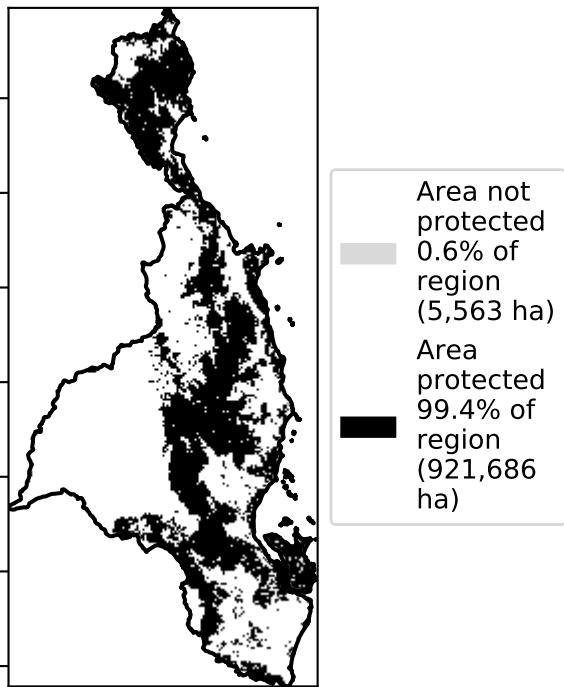 Area not
protected
0.6% of
region
(5,563 ha)
Area
protected
99.4% of
region
(921,686
ha)